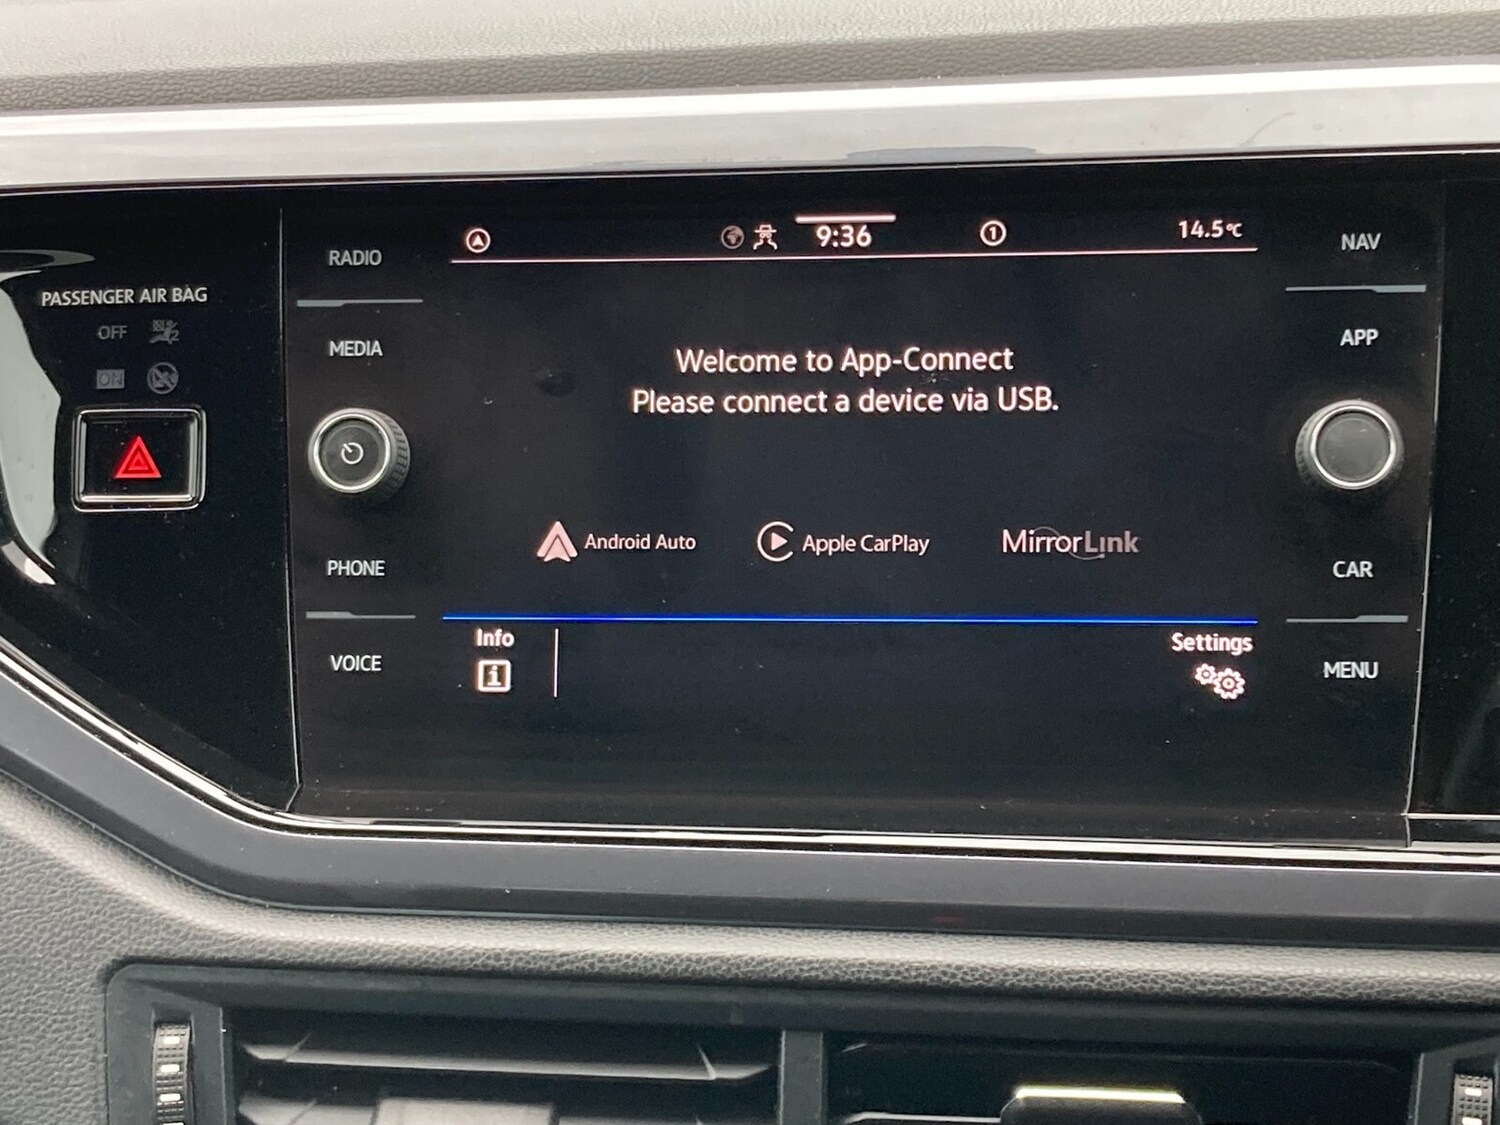 PASSENGER AIR BAG
OFF
ON
RADIO
MEDIA
PHONE
VOICE
9:36
1
14.5°C
Welcome to App-Connect
Please connect a device via USB.
Android Auto
Apple CarPlay
MirrorLink
Info
i
Settings
NAV
APP
CAR
MENU